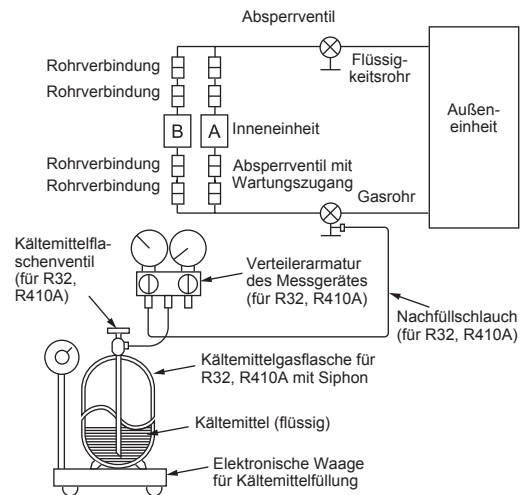 Absperrventil
Rohrverbindung
Rohrverbindung
Flüssig-
keitsrohr
Außen-
einheit
B
A
Inneneinheit
Rohrverbindung
Rohrverbindung
Absperrventil mit
Wartungszugang
Gasrohr
Kältemittelfla-
schenventil
(für R32,
R410A)
Verteilerarmatur
des Messgerätes
(für R32, R410A)
Nachfüllschlauch
(für R32, R410A)
Kältemittelgasflasche für
R32, R410A mit Siphon
Kältemittel (flüssig)
Elektronische Waage
für Kältemittelfüllung